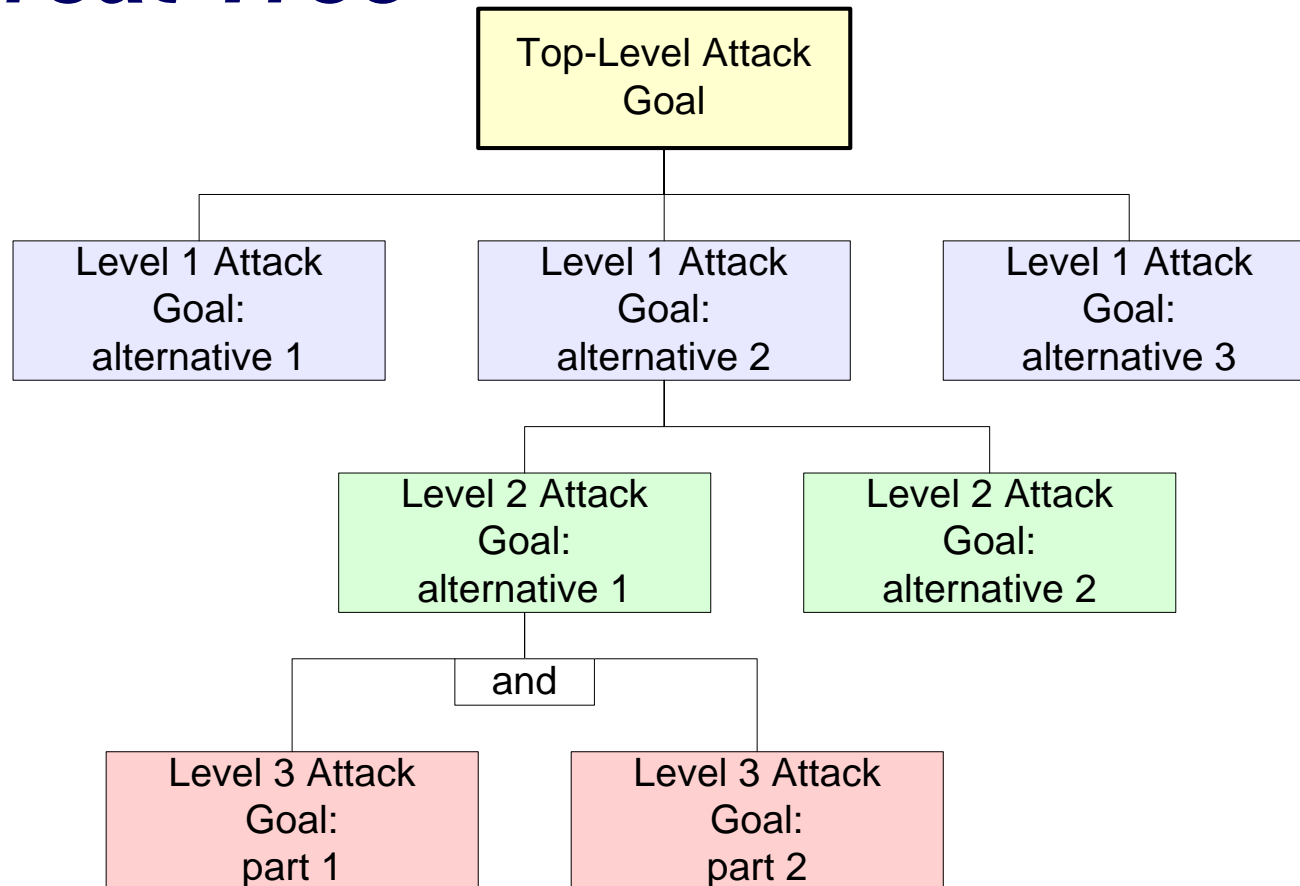 Tree
Top-Level Attack
Goal
Level 1 Attack
Goal:
alternative 1
Level 1 Attack
Goal:
alternative 2
Level 1 Attack
Goal:
alternative 3
Level 2 Attack
Goal:
alternative 1
Level 2 Attack
Goal:
alternative 2
and
Level 3 Attack
Goal:
part 1
Level 3 Attack
Goal:
part 2